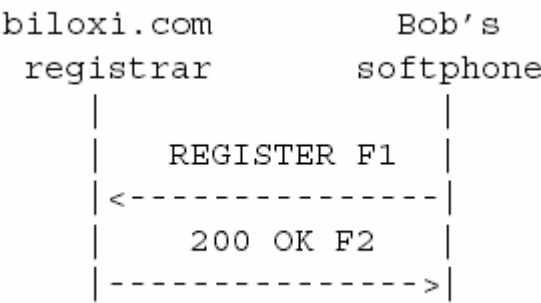 biloxi.com Bob's
registrar softphone
REGISTER F1
200 OK F2